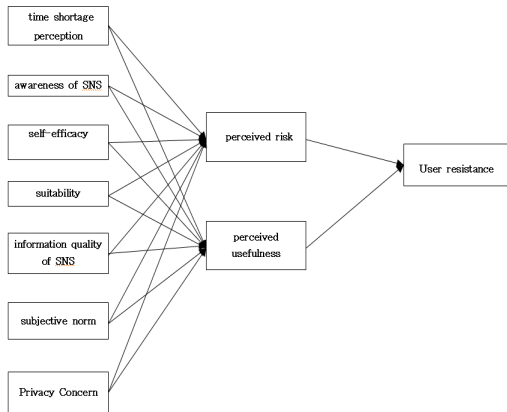 time shortage
perception
awareness of SNS
self-efficacy
suitability
information quality
of SNS
subjective norm
Privacy Concern
perceived risk
perceived
usefulness
User resistance